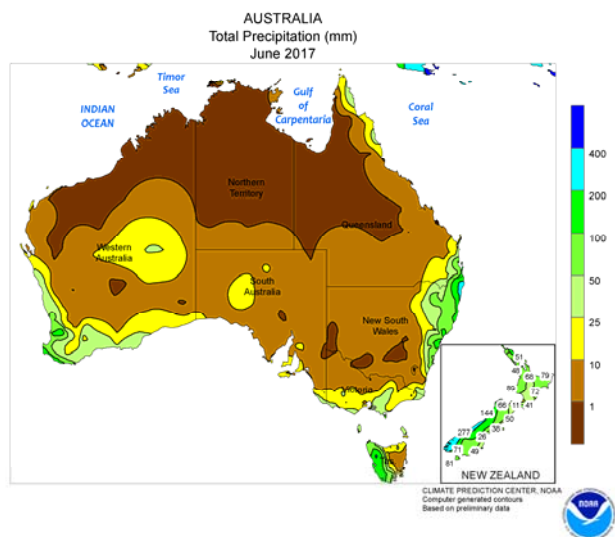 AUSTRALIA
Total Precipitation (mm)
June 2017
Timor
Sea
Gulf
of
Carpentaria
INDIAN
OCEAN
Coral
Sea
Northern
Territory
Queensland
Western
Australia
South
Australia
New South
Wales
Victoria
400
200
100
50
25
10
1
51
48
68
79
72
66
11
41
144
50
277
38
26
71
49
81
NEW ZEALAND
CLIMATE PREDICTION CENTER, NOAA
Computer generated contours
Based on preliminary data
NOAA